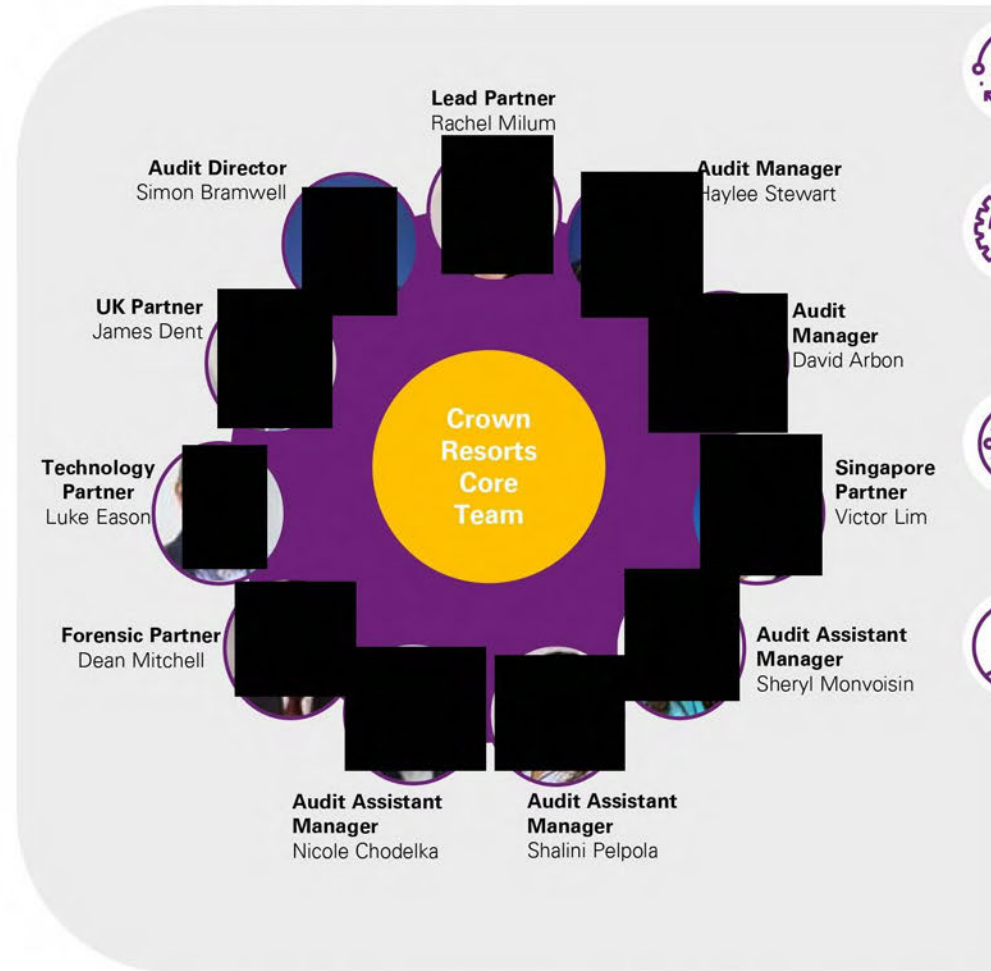 Lead Partner
Rachel Milum
Audit Director
Simon Bramwell
Audit Manager
Haylee Stewart
UK Partner
James Dent
Audit
Manager
David Arbon
Crown
Resorts
Core
Team
Technology
Partner
Luke Eason
Singapore
Partner
Victor Lim
Forensic Partner
Dean Mitchell
Audit Assistant
Manager
Sheryl Monvoisin
Audit Assistant
Manager
Nicole Chodelka
Audit Assistant
Manager
Shalini Pelpola